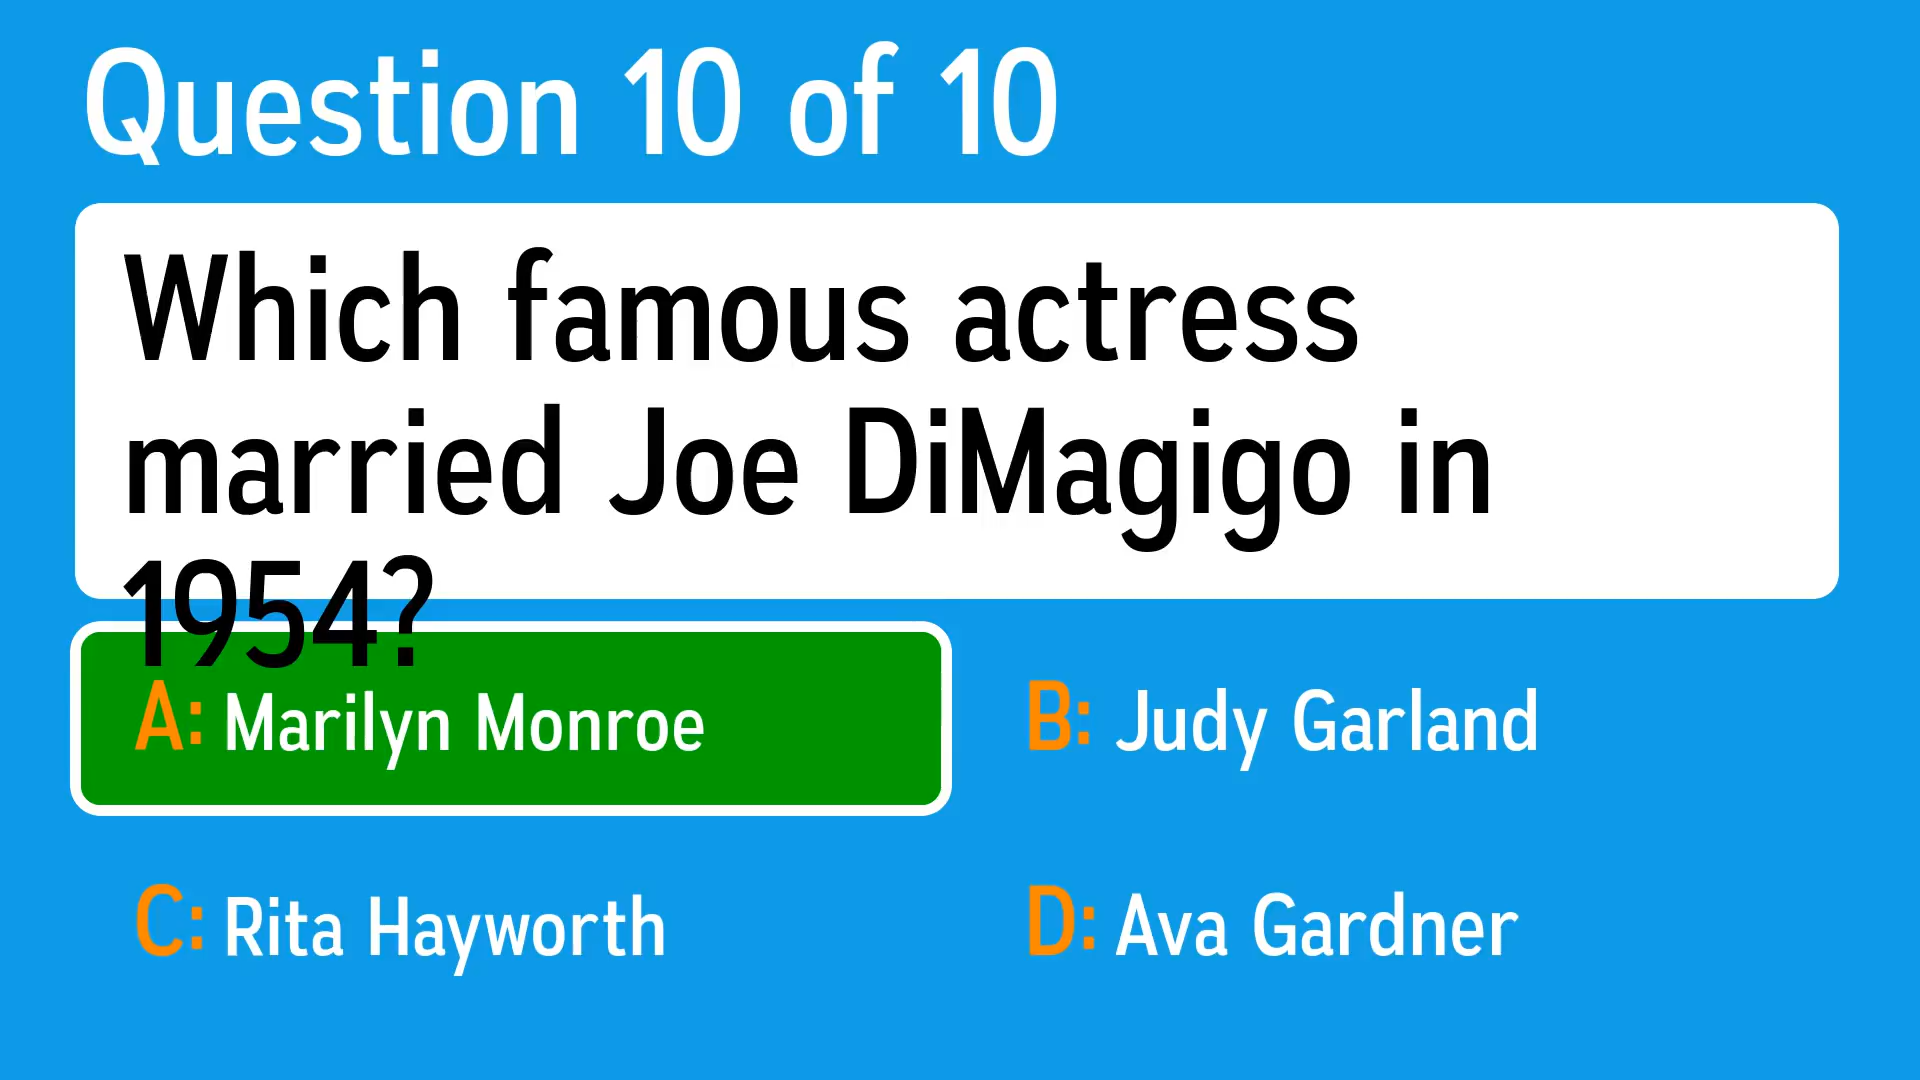 Question 10 of 10
Which famous actress
married Joe DiMagigo in
1954?
A: Marilyn Monroe
B: Judy Garland
C: Rita Hayworth
D: Ava Gardner